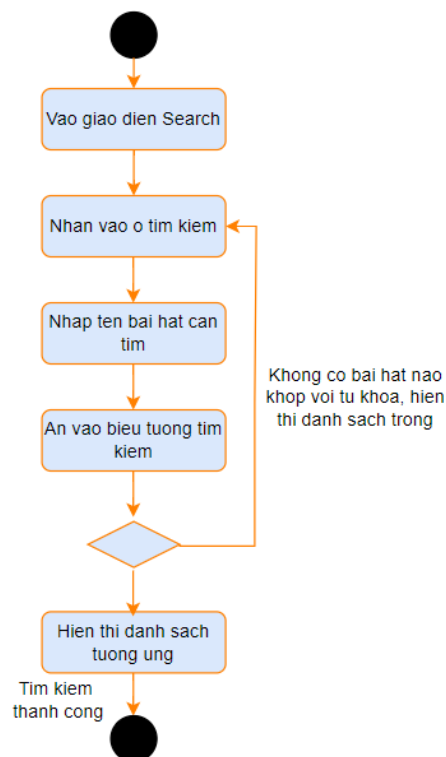 Vao giao dien Search
Nhan vao o tim kiem
Nhap ten bai hat can
tim
An vao bieu tuong tim
kiem
Khong co bai hat nao
khop voi tu khoa, hien
thi danh sach trong
Hien thi danh sach
tuong ung
Tim kiem
thanh cong